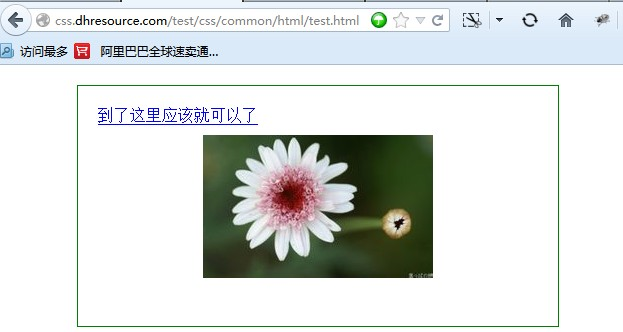 css.dhresource.com/test/css/common/html/test.html
访问最多 阿里巴巴全球速卖通...
到了这里应该就可以了